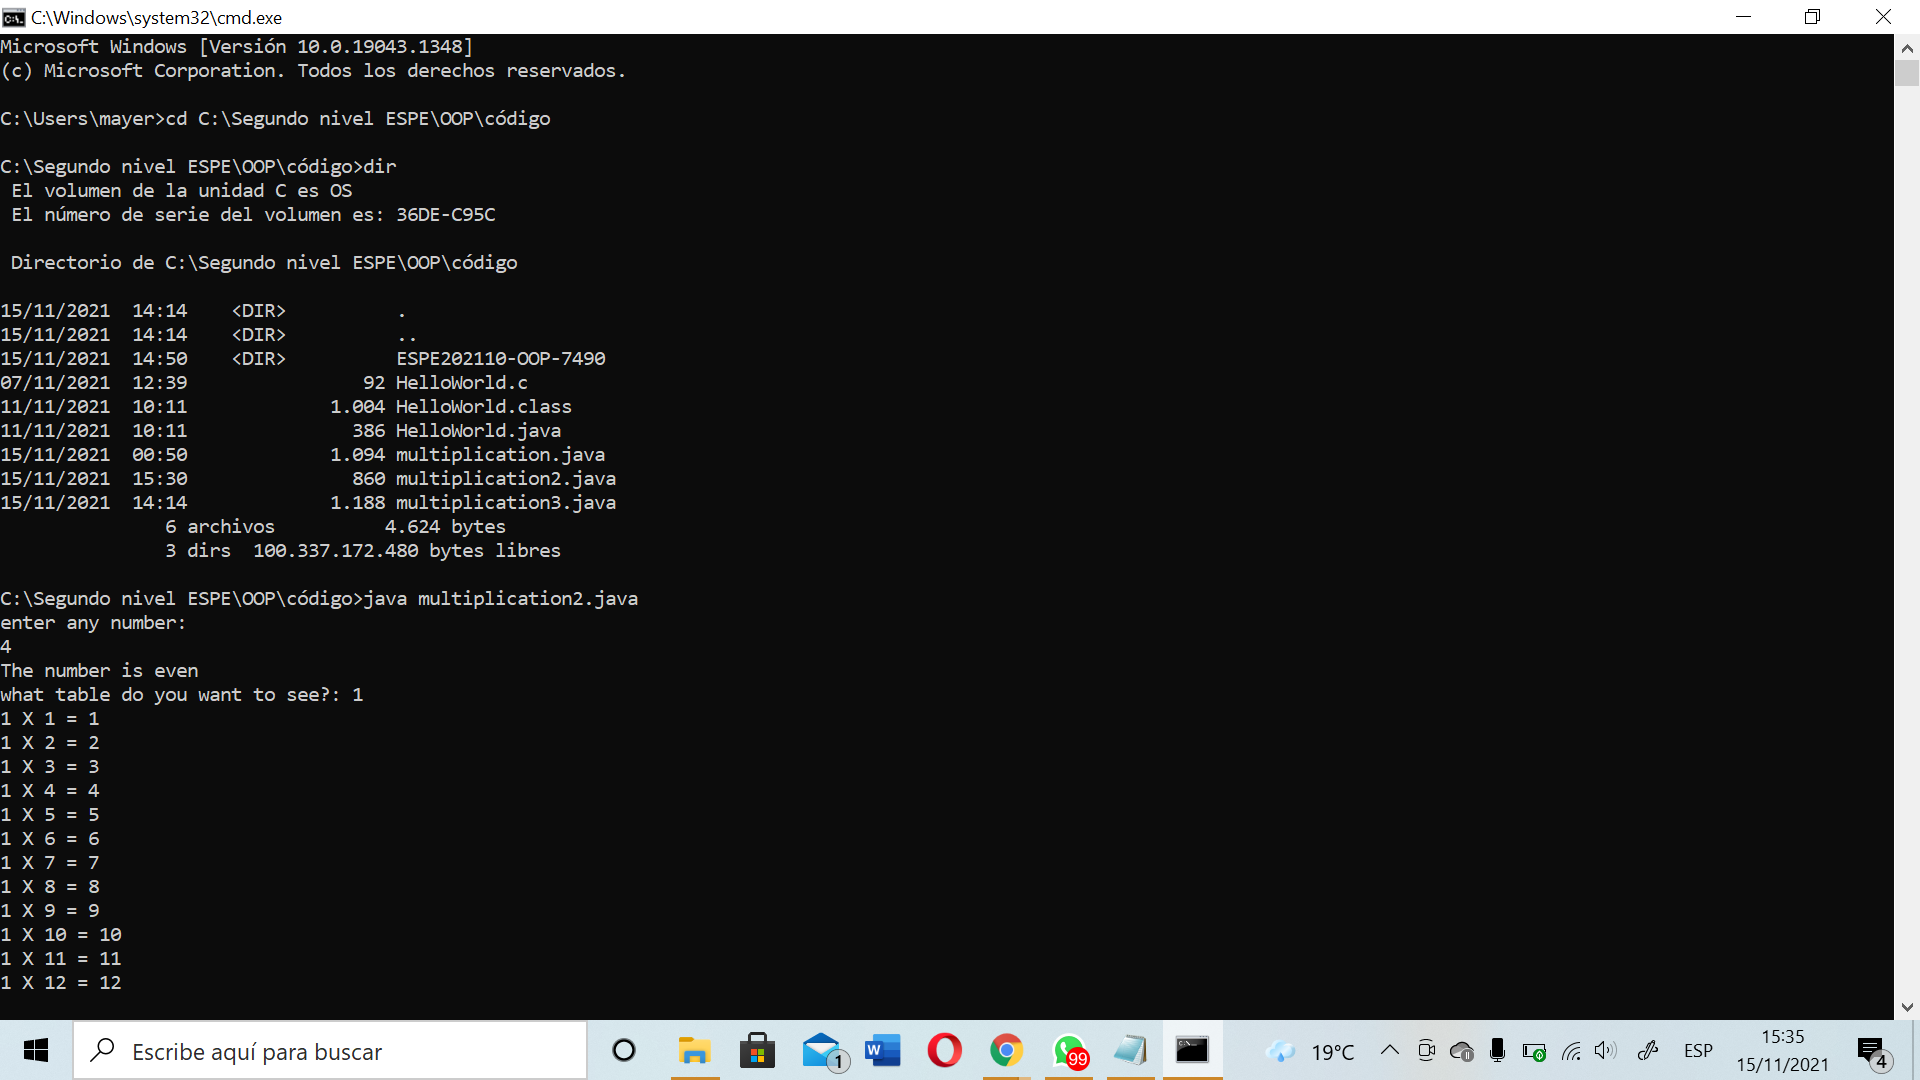 C:\Windows\system32\cmd.exe
Microsoft Windows [Versión 10.0.19043.1348]
(c) Microsoft Corporation. Todos los derechos reservados.
C:\Users\mayer>cd C:\Segundo nivel ESPE\OOP\código
C:\Segundo nivel ESPE\OOP\código>dir
El volumen de la unidad C es OS
El número de serie del volumen es: 36DE-C95C
Directorio de C:\Segundo nivel ESPE\OOP\código
15/11/2021  14:14    <DIR>          .
15/11/2021  14:14    <DIR>          ..
15/11/2021  14:50    <DIR>          ESPE202110-OOP-7490
07/11/2021  12:39                92 HelloWorld.c
11/11/2021  10:11             1.004 HelloWorld.class
11/11/2021  10:11               386 HelloWorld.java
15/11/2021  00:50             1.094 multiplication.java
15/11/2021  15:30               860 multiplication2.java
15/11/2021  14:14             1.188 multiplication3.java
6 archivos          4.624 bytes
3 dirs  100.337.172.480 bytes libres
C:\Segundo nivel ESPE\OOP\código>java multiplication2.java
enter any number:
4
The number is even
what table do you want to see?: 1
1 X 1 = 1
1 X 2 = 2
1 X 3 = 3
1 X 4 = 4
1 X 5 = 5
1 X 6 = 6
1 X 7 = 7
1 X 8 = 8
1 X 9 = 9
1 X 10 = 10
1 X 11 = 11
1 X 12 = 12
Escribe aquí para buscar
1
W
99
19°C
ESP
15:35
15/11/2021
4